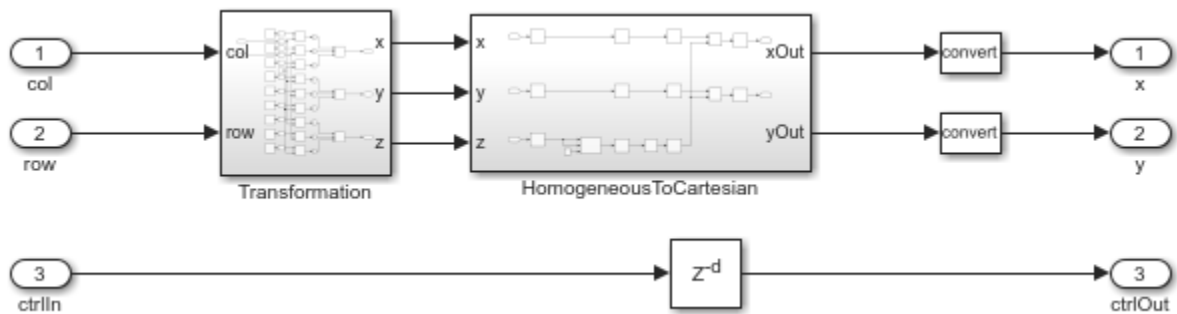 1
col
2
row
col
row
x
y
z
Transformation
x
y
z
xOut
yOut
HomogeneousToCartesian
convert
convert
1
x
2
y
3
ctrlIn
Z-d
3
ctrlOut